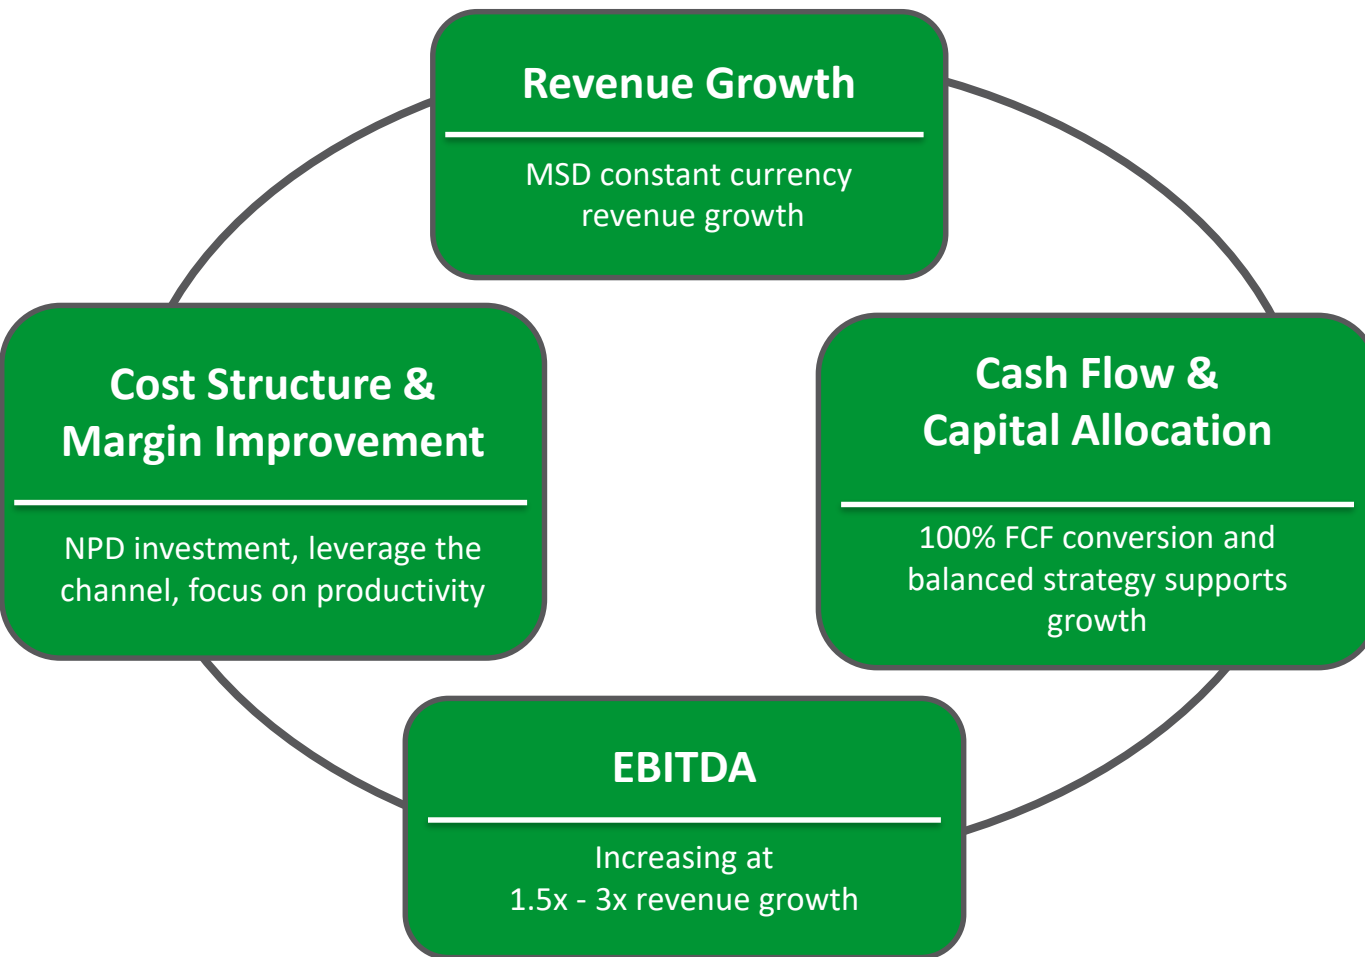 Revenue Growth
MSD constant currency
revenue growth
Cost Structure &
Margin Improvement
NPD investment, leverage the
channel, focus on productivity
Cash Flow &
Capital Allocation
100% FCF conversion and
balanced strategy supports
growth
EBITDA
Increasing at
1.5x - 3x revenue growth